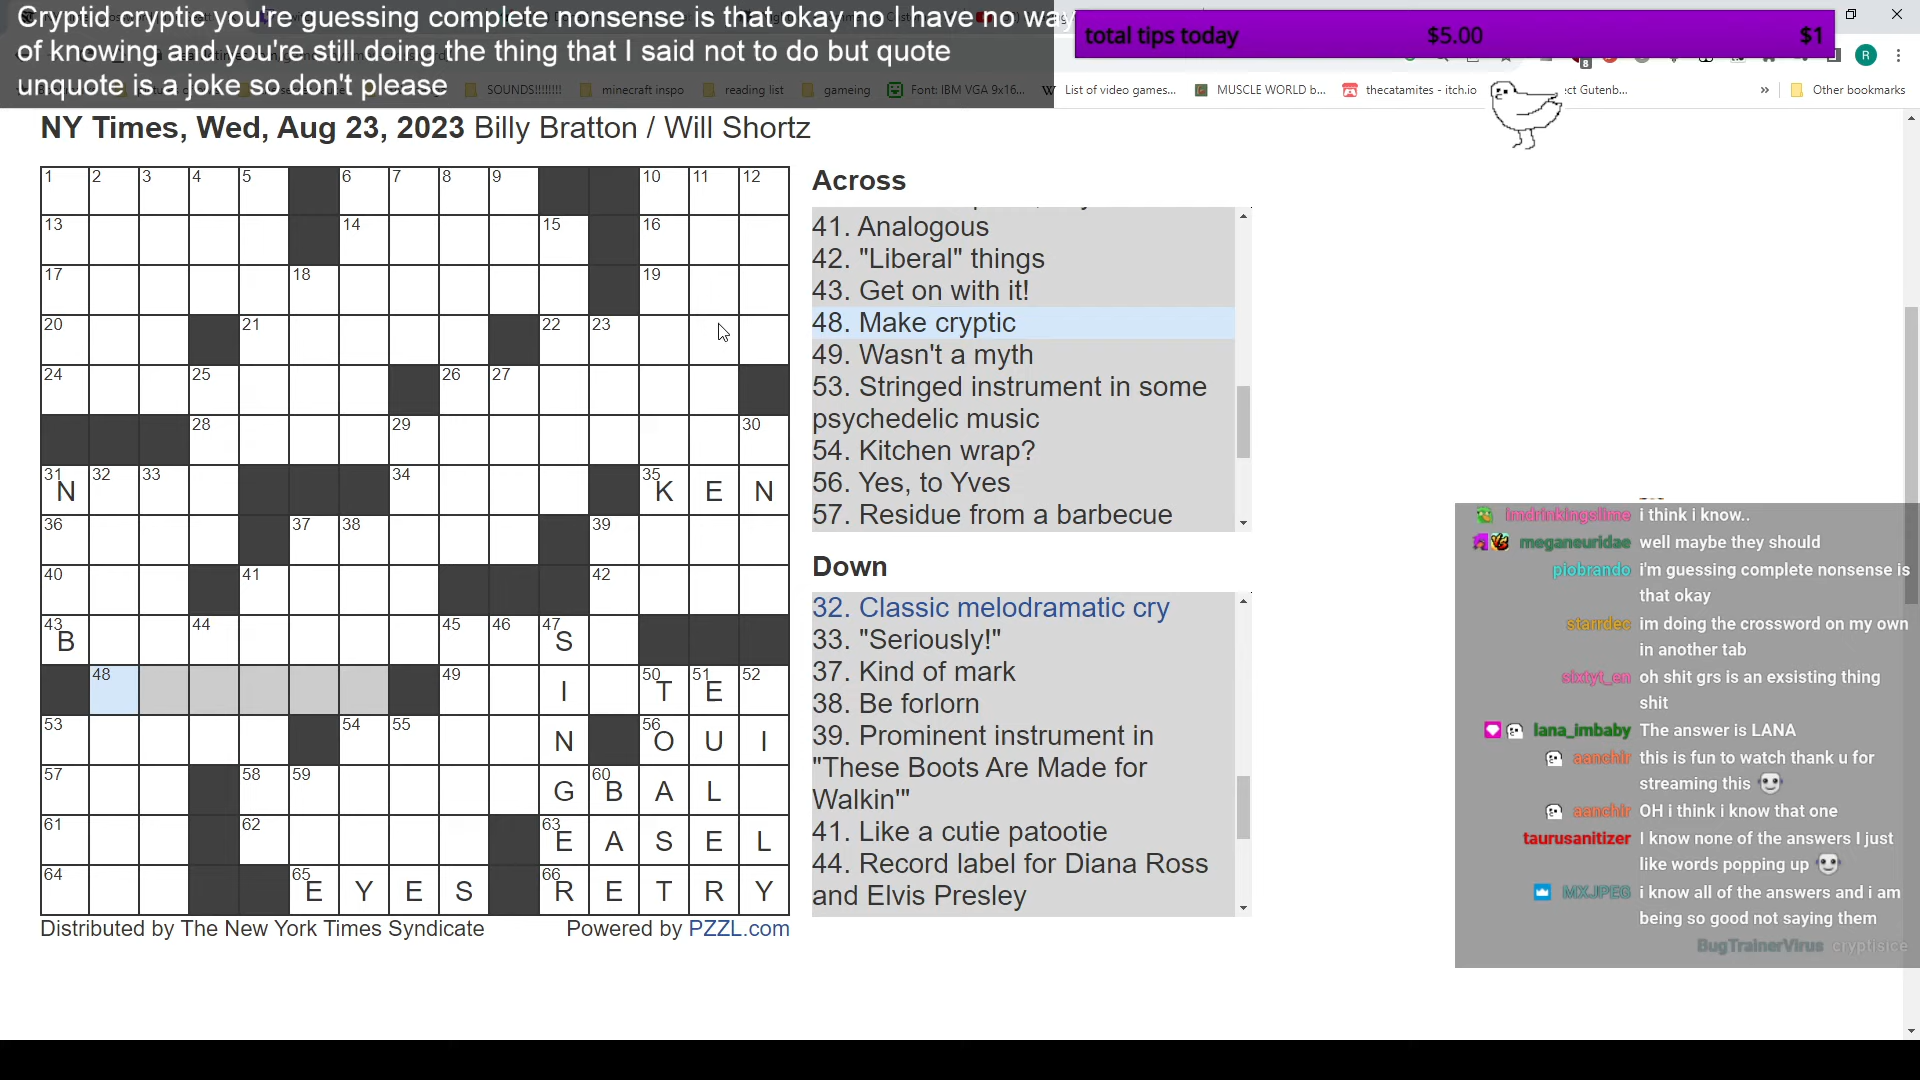 Cryptid cryptic you're guessing complete nonsense is that okay no I have no way
of knowing and you're still doing the thing that I said not to do but quote
unquote is a joke so don't please
total tips today $5.00 $1
R
8
SOUNDS!!!!!!!! minecraft inspo reading list gameing Font: IBM VGA 9x16... List of video games... MUSCLE WORLD b... thecatamites - itch.io ect Gutenb... » Other bookmarks
NY Times, Wed, Aug 23, 2023 Billy Bratton / Will Shortz
1 2 3 4 5 6 7 8 9 10 11 12
13 14 15 16
17 18 19
20 21 22 23
24 25 26 27
28 29 30
31 N 32 33 34 35 K E N
36 37 38 39
40 41 42
43 B 44 45 46 47 S
48 49 I 50 T 51 E 52
53 54 55 N 56 O U I
57 58 59 G 60 B A L
61 62 63 E A S E L
64 65 E Y E S 66 R E T R Y
Distributed by The New York Times Syndicate Powered by PZZL.com
Across
41. Analogous
42. "Liberal" things
43. Get on with it!
48. Make cryptic
49. Wasn't a myth
53. Stringed instrument in some
psychedelic music
54. Kitchen wrap?
56. Yes, to Yves
57. Residue from a barbecue
Down
32. Classic melodramatic cry
33. "Seriously!"
37. Kind of mark
38. Be forlorn
39. Prominent instrument in
"These Boots Are Made for
Walkin'"
41. Like a cutie patootie
44. Record label for Diana Ross
and Elvis Presley
imdrinkingslime i think i know..
meganeuridae well maybe they should
piobrando i'm guessing complete nonsense is
that okay
starrdec im doing the crossword on my own
in another tab
sixtyt_en oh shit grs is an exsisting thing
shit
lana_imbaby The answer is LANA
aanchir this is fun to watch thank u for
streaming this
aanchir OH i think i know that one
taurusanitizer I know none of the answers I just
like words popping up
MXJPEG i know all of the answers and i am
being so good not saying them
BugTrainerVirus cryptisice